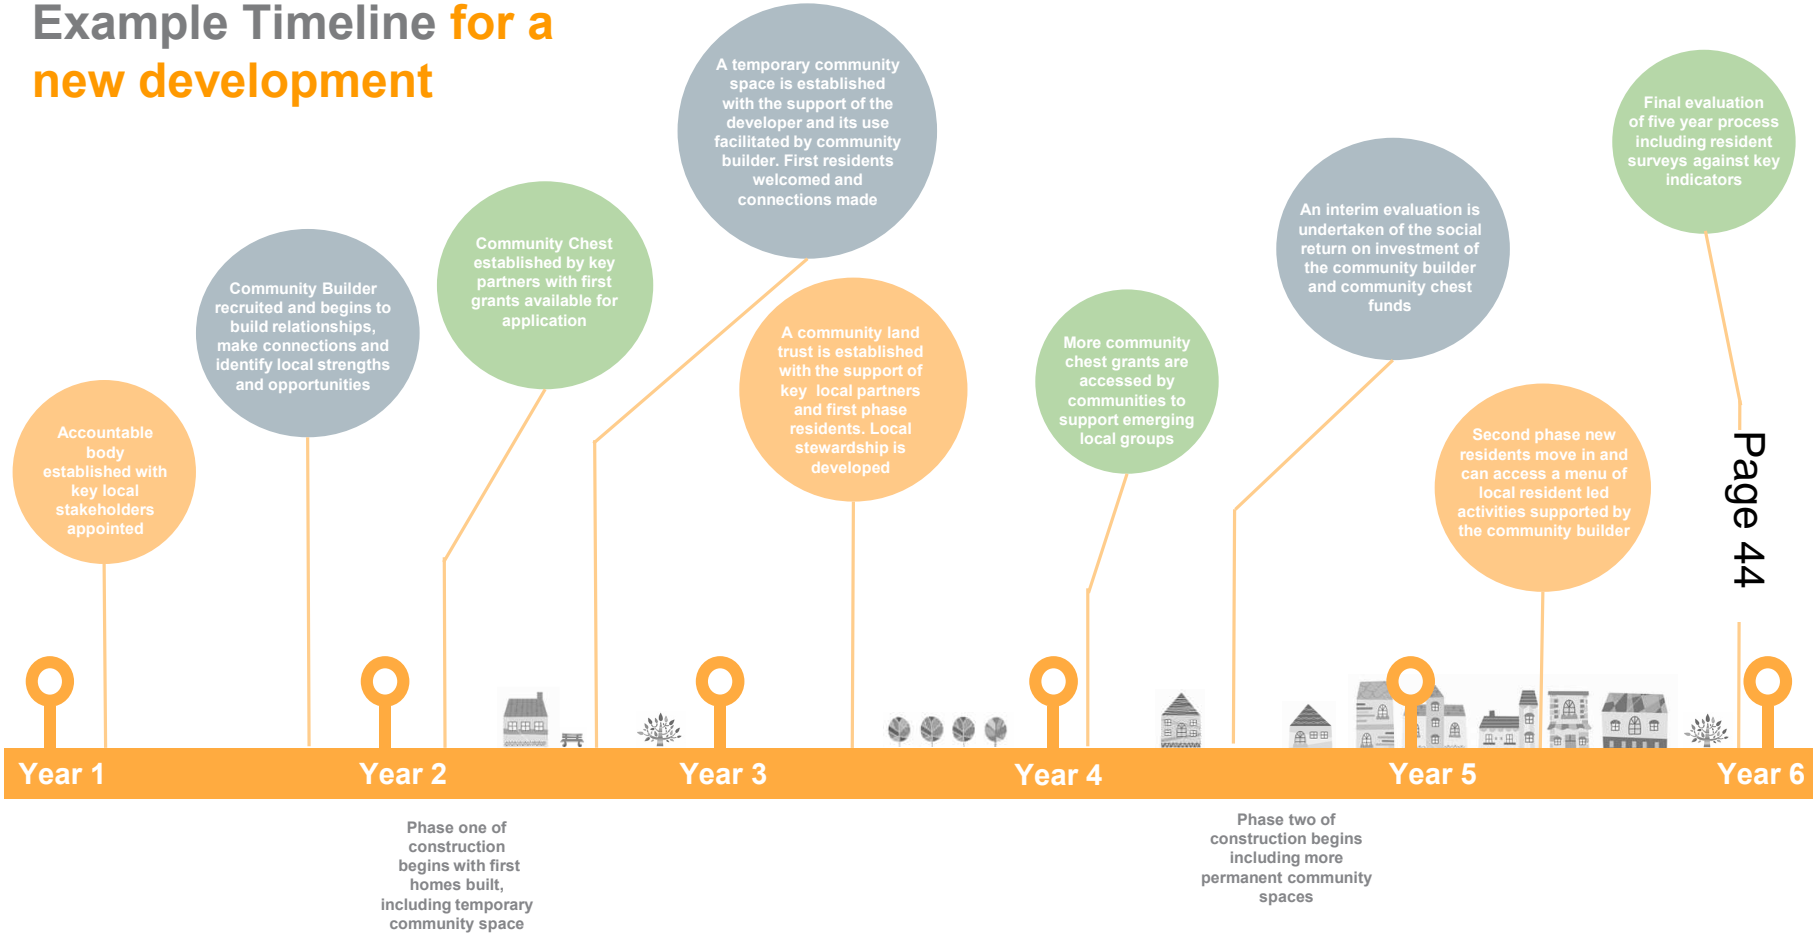 Example Timeline for a
new development
Accountable
body
established with
key local
stakeholders
appointed
Community Builder
recruited and begins to
build relationships,
make connections and
identify local strengths
and opportunities
Community Chest
established by key
partners with first
grants available for
application
A temporary community
space is established
with the support of the
developer and its use
facilitated by community
builder. First residents
welcomed and
connections made
A community land
trust is established
with the support of
key local partners
and first phase
residents. Local
stewardship is
developed
More community
chest grants are
accessed by
communities to
support emerging
local groups
An interim evaluation is
undertaken of the social
return on investment of
the community builder
and community chest
funds
Second phase new
residents move in and
can access a menu of
local resident led
activities supported by
the community builder
Final evaluation
of five year process
including resident
surveys against key
indicators
Page 44
Year 1
Year 2
Year 3
Year 4
Year 5
Year 6
Phase one of
construction
begins with first
homes built,
including temporary
community space
Phase two of
construction begins
including more
permanent community
spaces